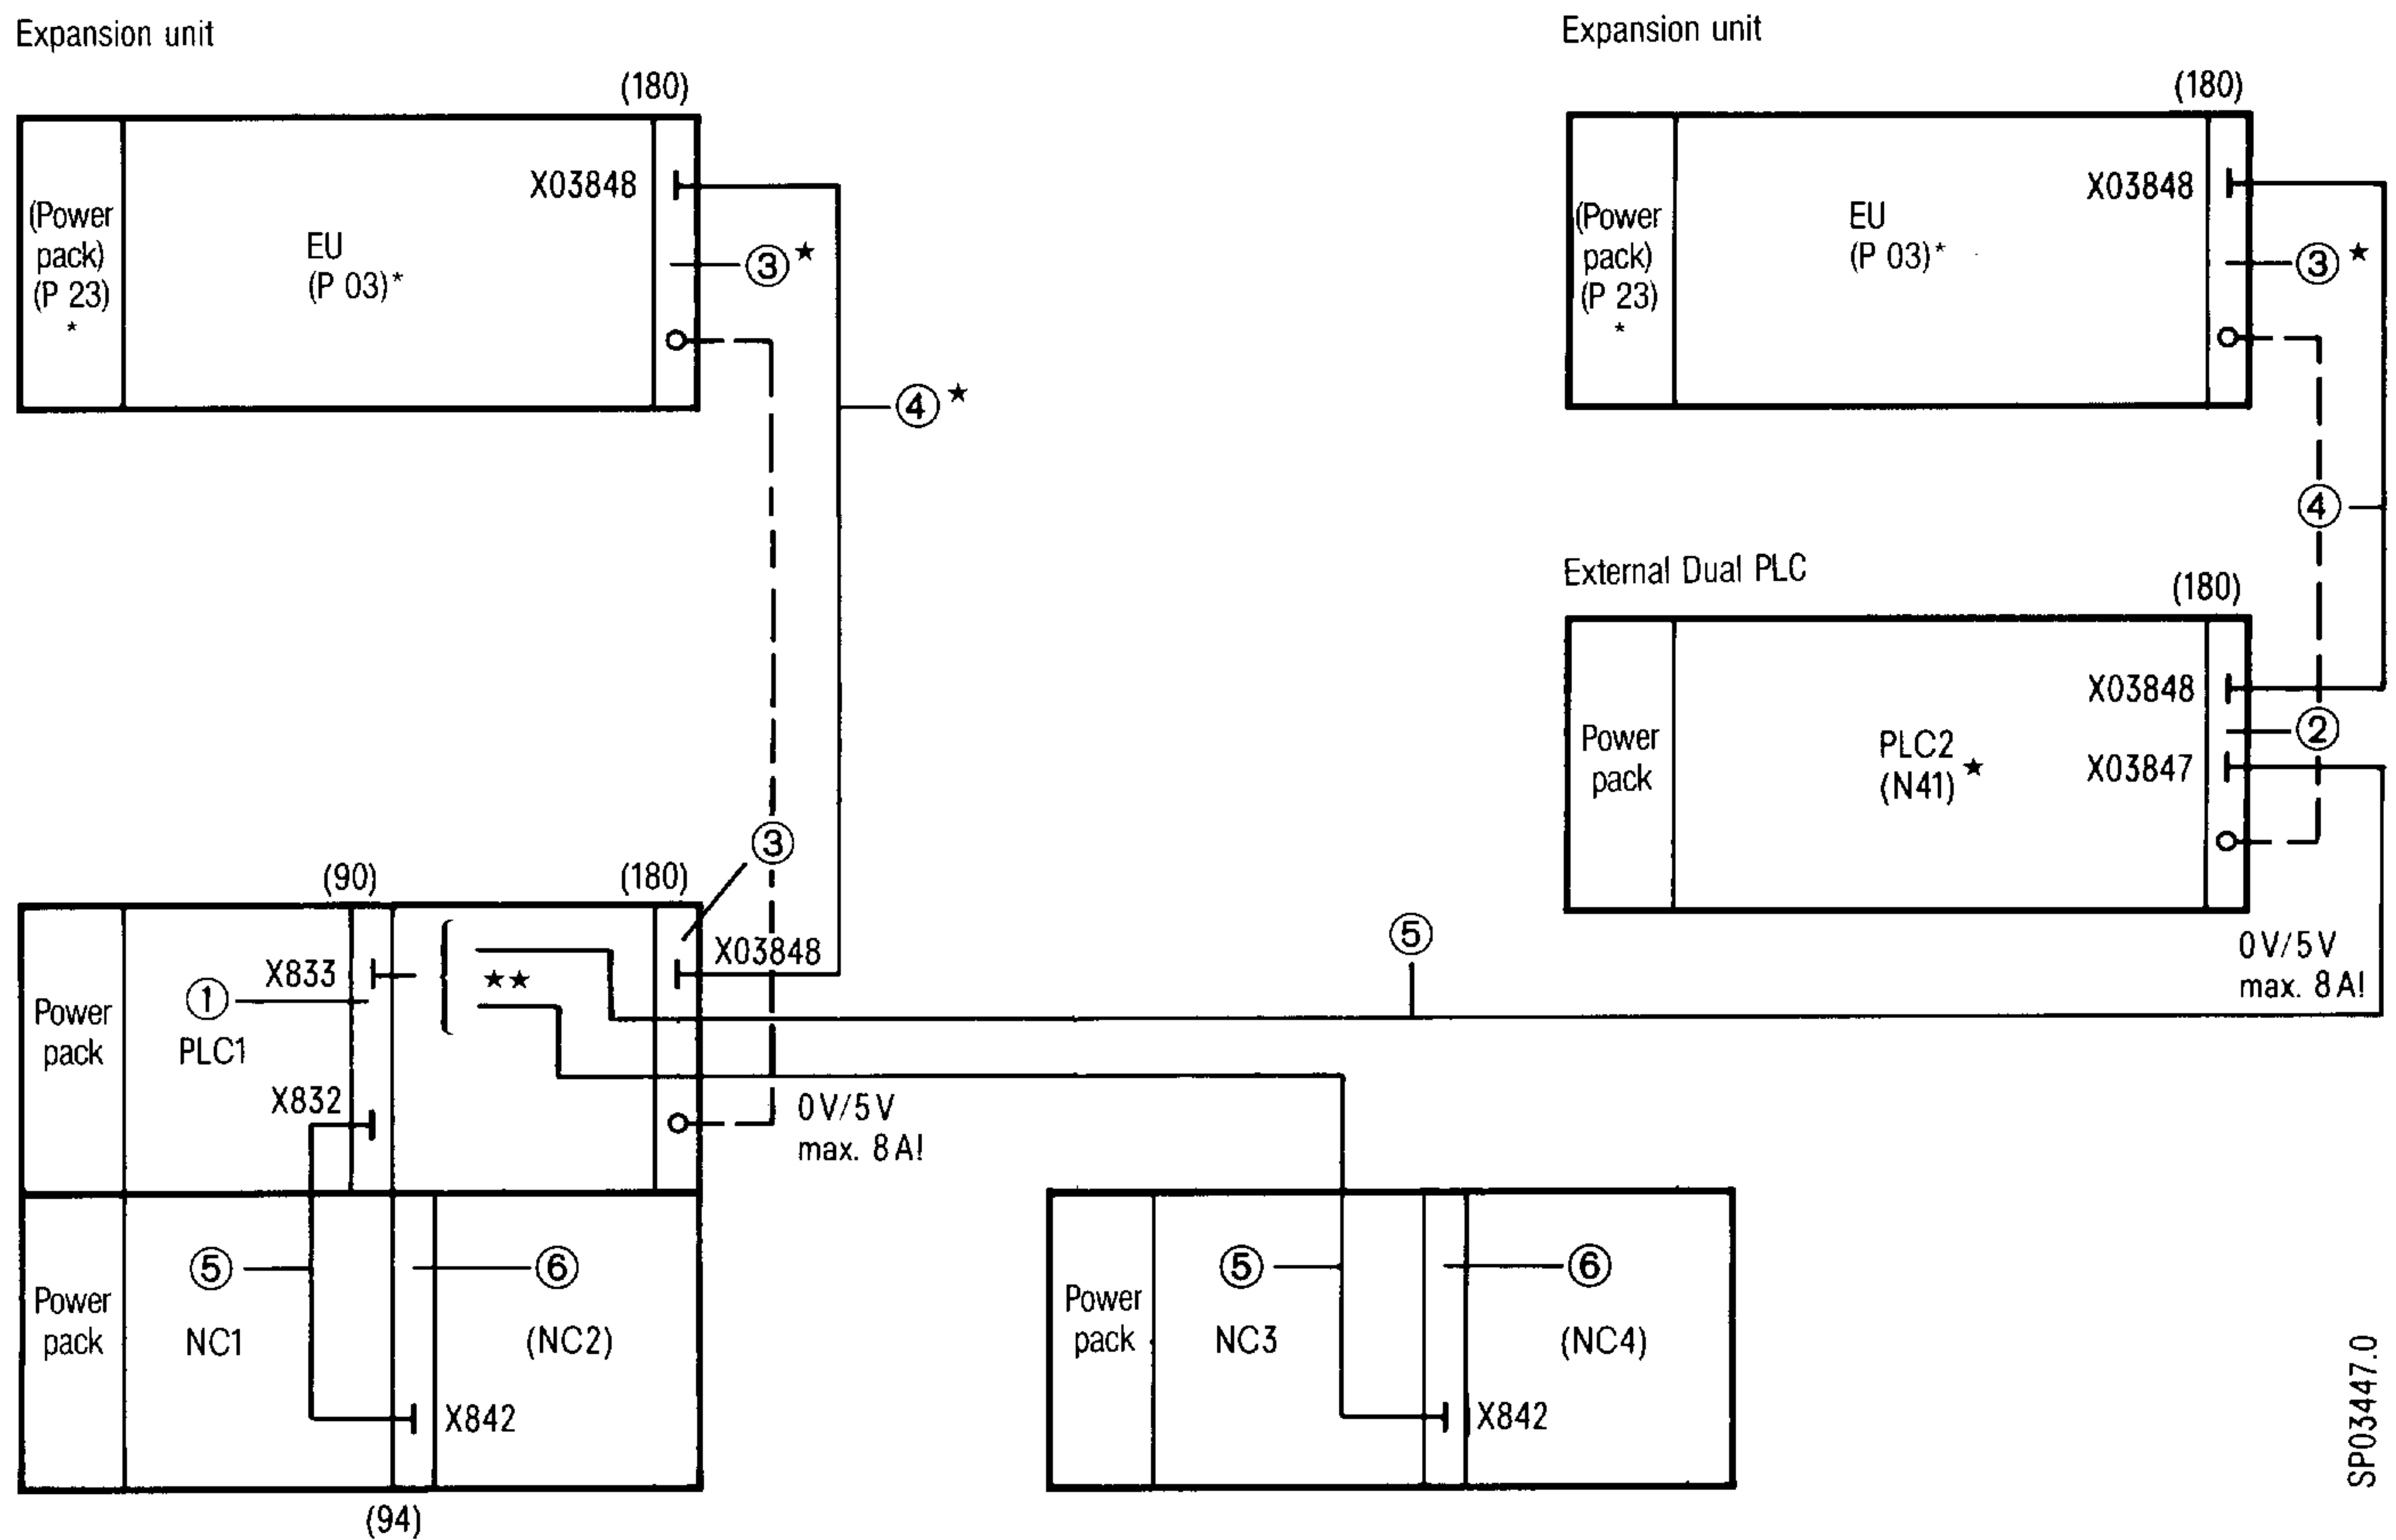 Expansion unit
(180)
(Power
pack)
(P 23)
*
EU
(P 03)*
X03848
③ ★
④ ★
Expansion unit
(180)
(Power
pack)
(P 23)
*
EU
(P 03)*
X03848
③ ★
④
External Dual PLC
(180)
Power
pack
PLC2
(N41) ★
X03848
②
X03847
0V/5V
max. 8A!
③
(90)
(180)
Power
pack
X833
①
PLC1
X832
★★
X03848
0V/5V
max. 8A!
⑤
Power
pack
⑤
NC1
⑥
(NC2)
X842
(94)
Power
pack
⑤
NC3
⑥
(NC4)
X842
SP03447.0